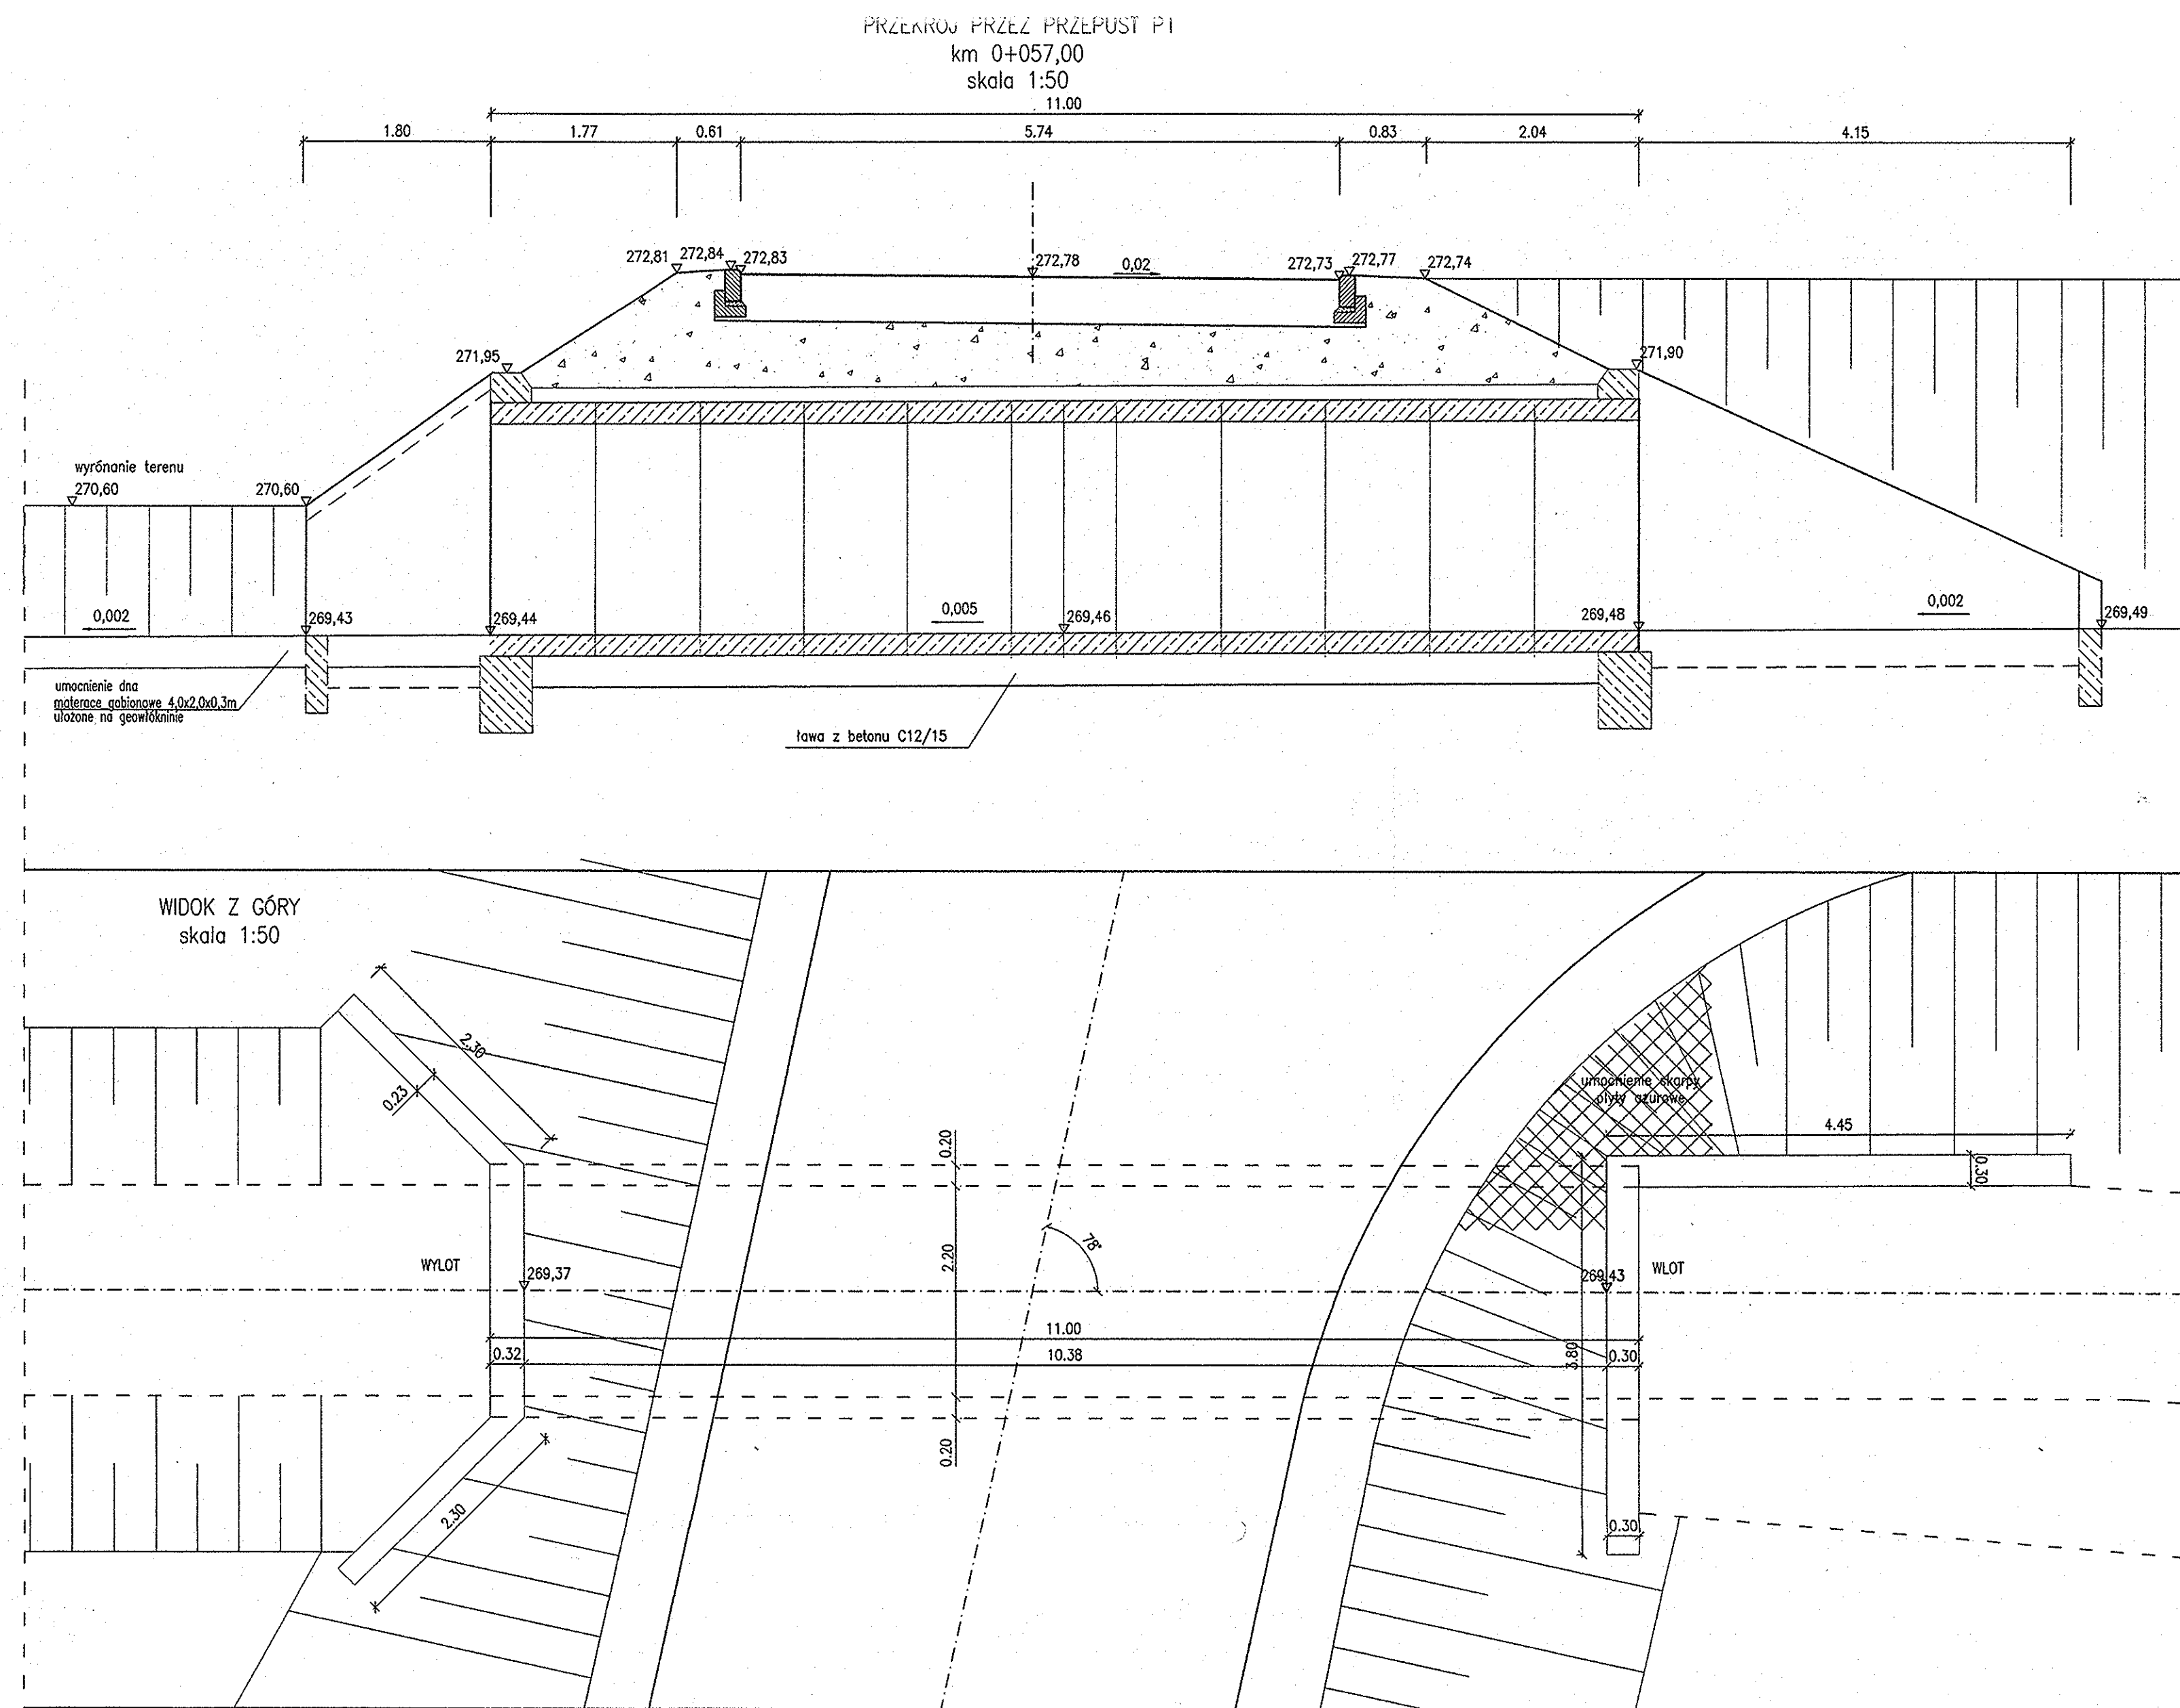 PRZEKRÓJ PRZEZ PRZEPUST P1
km 0+057,00
skala 1:50
11.00
1.80 1.77 0.61 5.74 0.83 2.04 4.15
272,81 272,84 272,83 272,78 0,02 272,73 272,77 272,74
271,95 271,90
wyrónanie terenu
270,60 270,60
0,002 269,43 269,44 0,005 269,46 269,48 0,002 269,49
umocnienie dna
materace gabionowe 4,0x2,0x0,3m
ułożone na geowłókninie
ława z betonu C12/15
WIDOK Z GÓRY
skala 1:50
2.30
0.23
umocnienie skarpy
płyty ażurowe
4.45
0.20
0.30
2.20
78°
WYLOT
269,37
269,43
WLOT
11.00
0.32 10.38 3.80 0.30
0.20
2.30
0.30